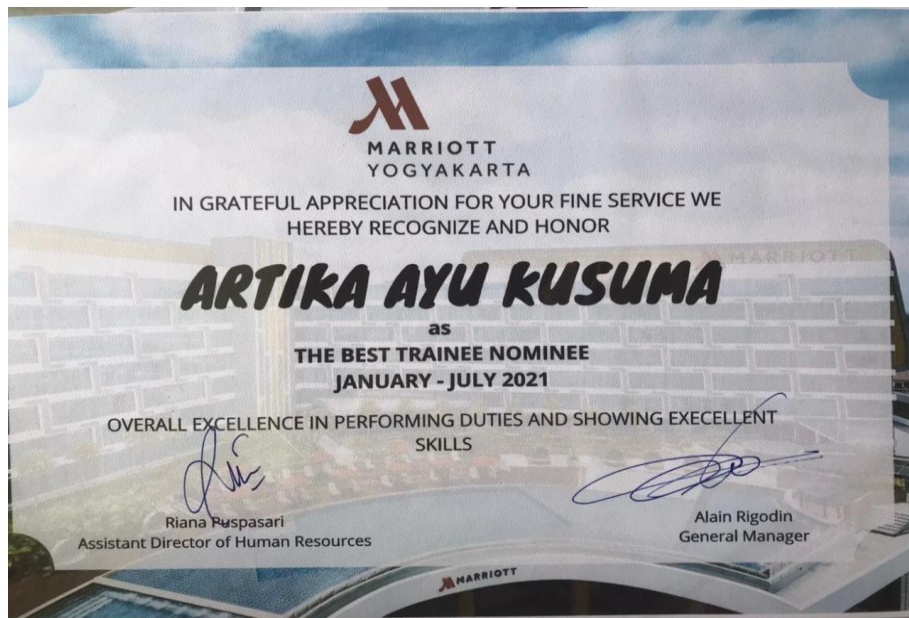 MARRIOTT
YOGYAKARTA
IN GRATEFUL APPRECIATION FOR YOUR FINE SERVICE WE
HEREBY RECOGNIZE AND HONOR
MARRIOTT
ARTIKA AYU KUSUMA
as
THE BEST TRAINEE NOMINEE
JANUARY - JULY 2021
OVERALL EXCELLENCE IN PERFORMING DUTIES AND SHOWING EXECELLENT
SKILLS
Riana Puspasari
Assistant Director of Human Resources
Alain Rigodin
General Manager
MARRIOTT